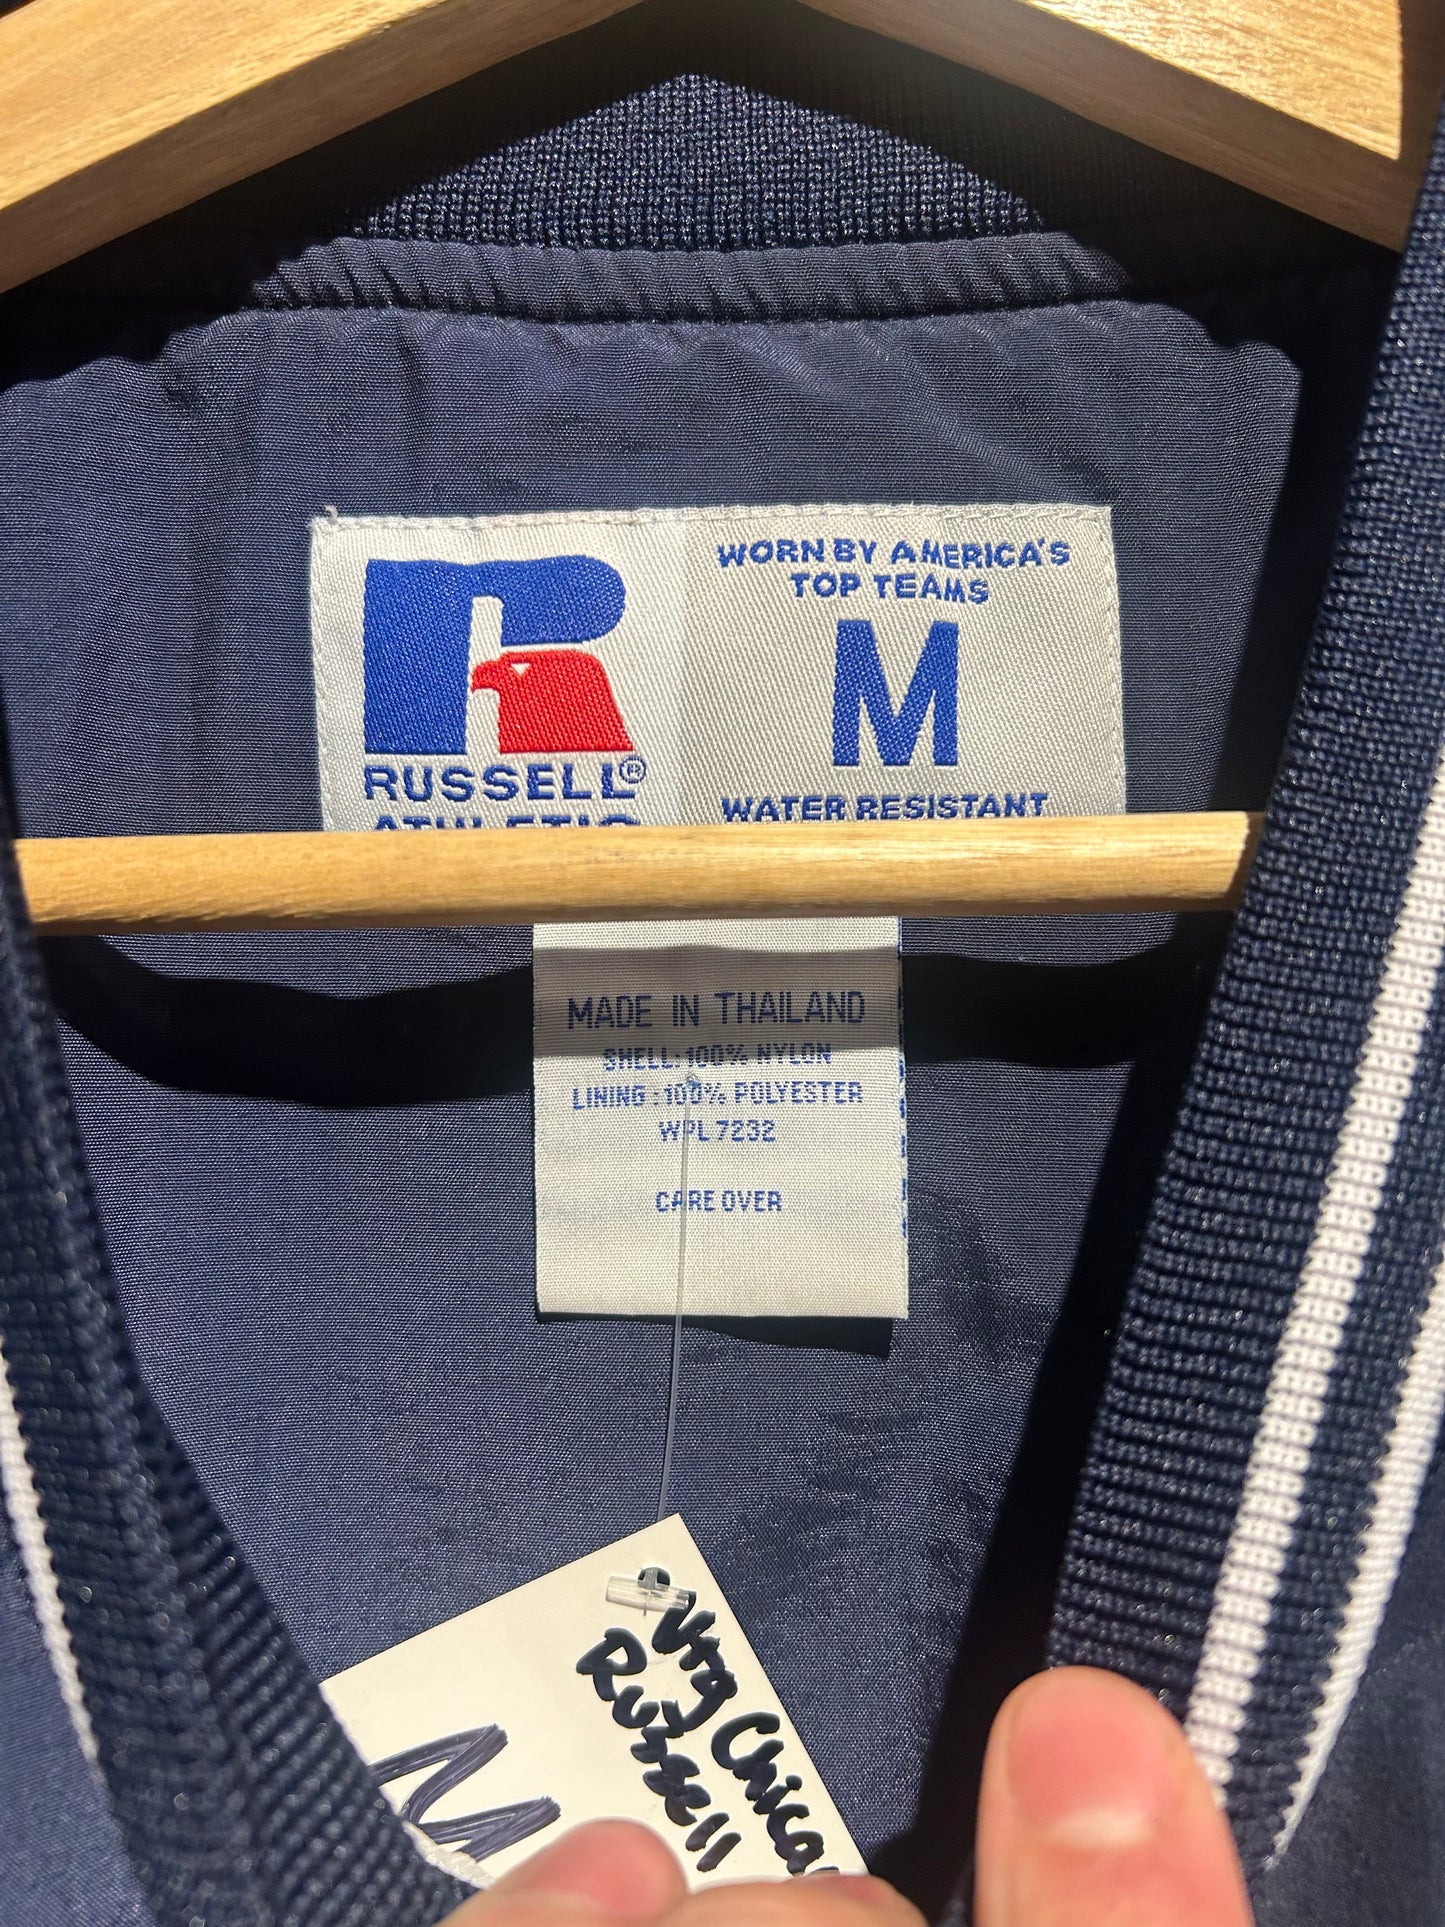 WORN BY AMERICA'S
TOP TEAMS
M
RUSSELL®
ATHLETIC
WATER RESISTANT
MADE IN THAILAND
SHELL: 100% NYLON
LINING : 100% POLYESTER
WPL 7232
CARE OVER
Vtg Chica
Russell
M